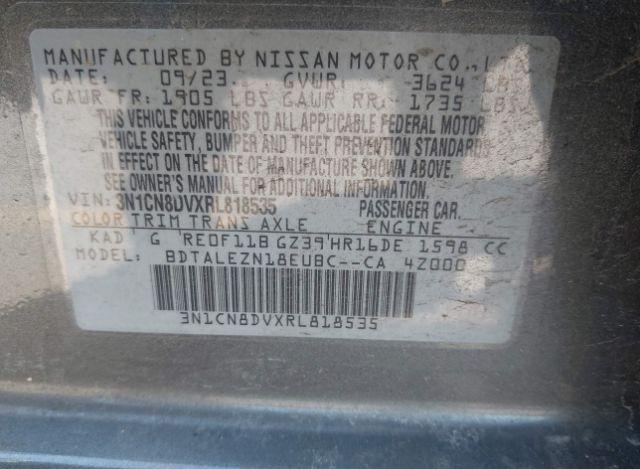 MANUFACTURED BY NISSAN MOTOR CO., LTD.
DATE: 09/23 GVWR: 3624 LBS
GAWR FR: 1905 LBS GAWR RR: 1735 LBS
THIS VEHICLE CONFORMS TO ALL APPLICABLE FEDERAL MOTOR
VEHICLE SAFETY, BUMPER AND THEFT PREVENTION STANDARDS
IN EFFECT ON THE DATE OF MANUFACTURE SHOWN ABOVE.
SEE OWNER'S MANUAL FOR ADDITIONAL INFORMATION.
VIN: 3N1CN8DVXRL818535 PASSENGER CAR.
COLOR TRIM TRANS AXLE ENGINE
KAD G RE0F11B GZ39 HR16DE 1598 CC
MODEL: BDTALEZN18EUBC--CA 4Z000
3N1CN8DVXRL818535